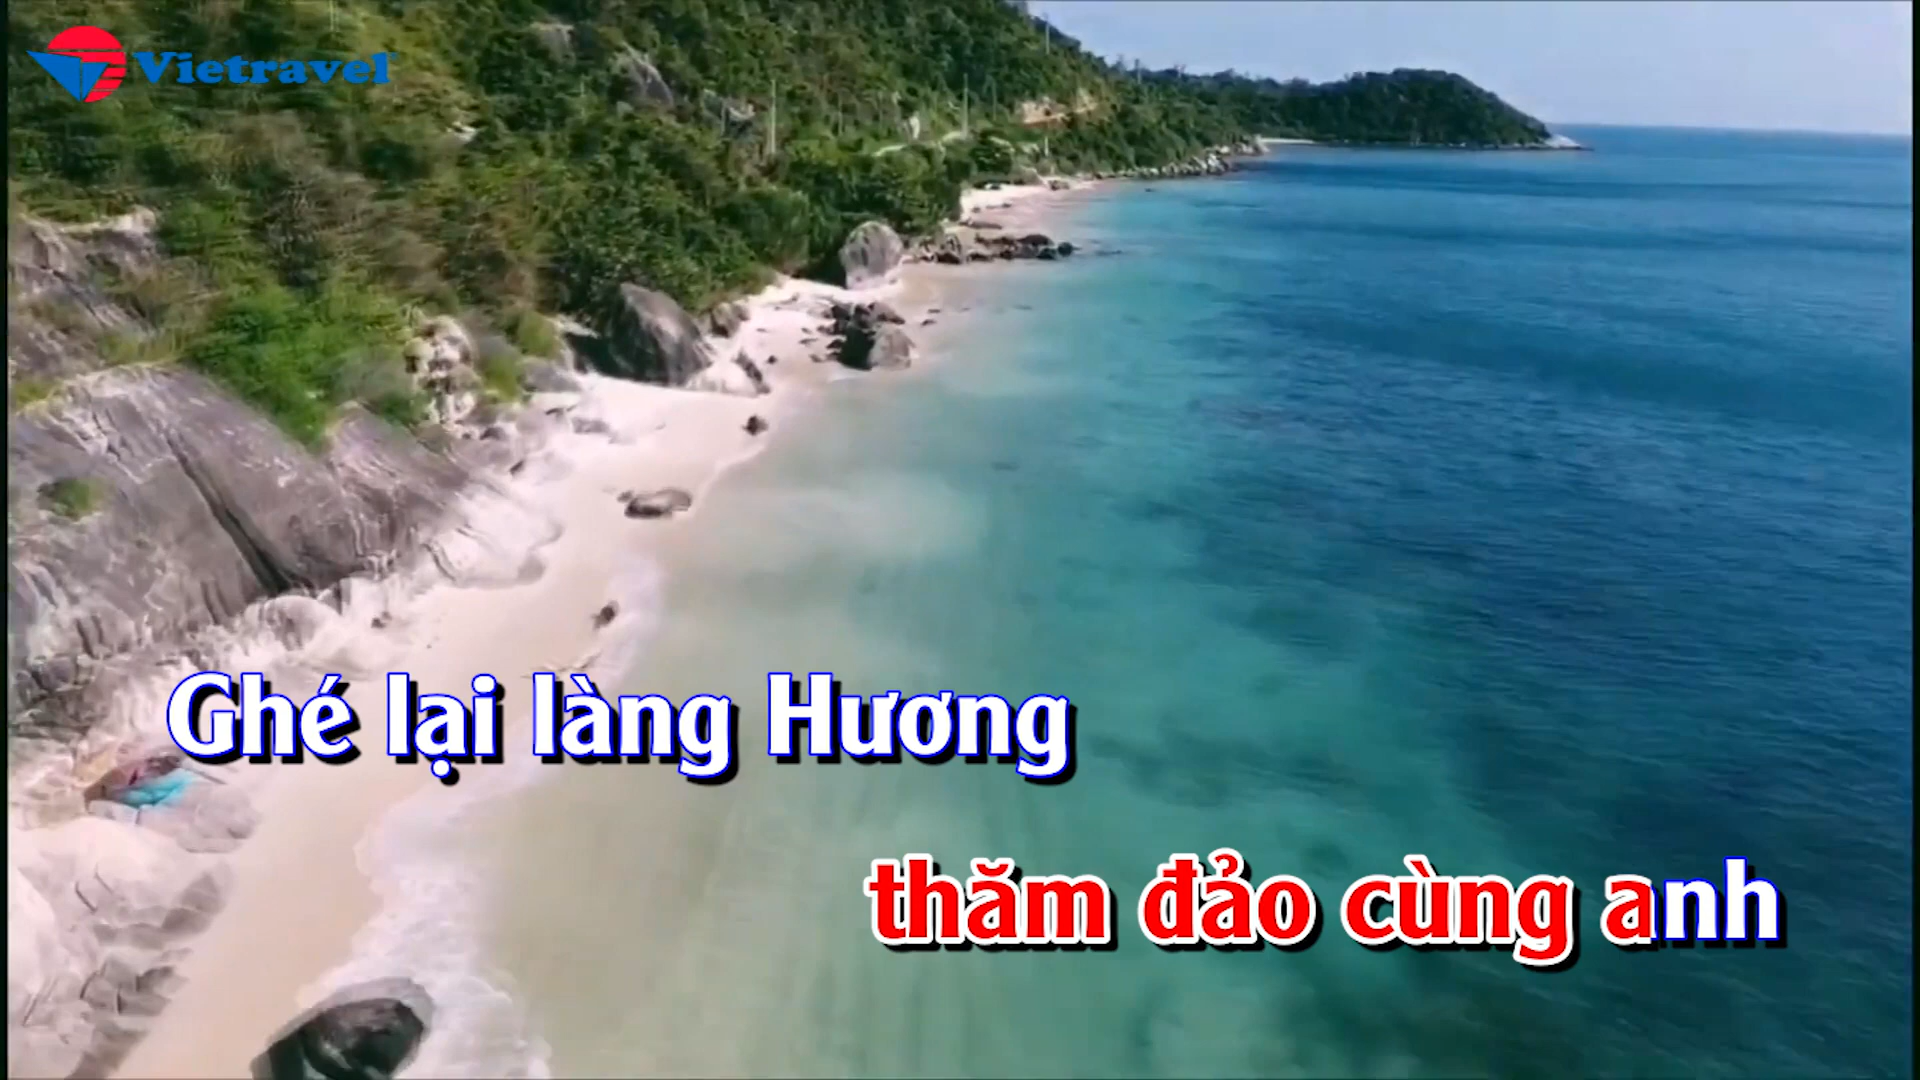 Vietravel
Ghé lại làng Hương
thăm đảo cùng anh